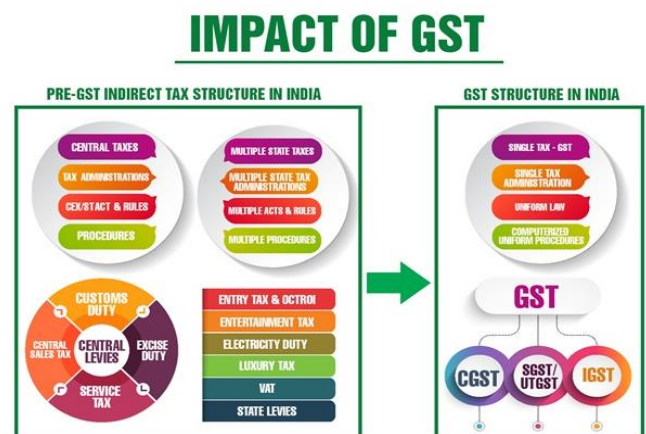 IMPACT OF GST
PRE-GST INDIRECT TAX STRUCTURE IN INDIA
CENTRAL TAXES
TAX ADMINISTRATIONS
CEX/STACT & RULES
PROCEDURES
MULTIPLE STATE TAXES
MULTIPLE STATE TAX
ADMINISTRATIONS
MULTIPLE ACTS & RULES
MULTIPLE PROCEDURES
CUSTOMS
DUTY
CENTRAL
SALES TAX
CENTRAL
LEVIES
EXCISE
DUTY
SERVICE
TAX
ENTRY TAX & OCTROI
ENTERTAINMENT TAX
ELECTRICITY DUTY
LUXURY TAX
VAT
STATE LEVIES
GST STRUCTURE IN INDIA
SINGLE TAX - GST
SINGLE TAX
ADMINISTRATION
UNIFORM LAW
COMPUTERIZED
UNIFORM PROCEDURES
GST
CGST
SGST/
UTGST
IGST